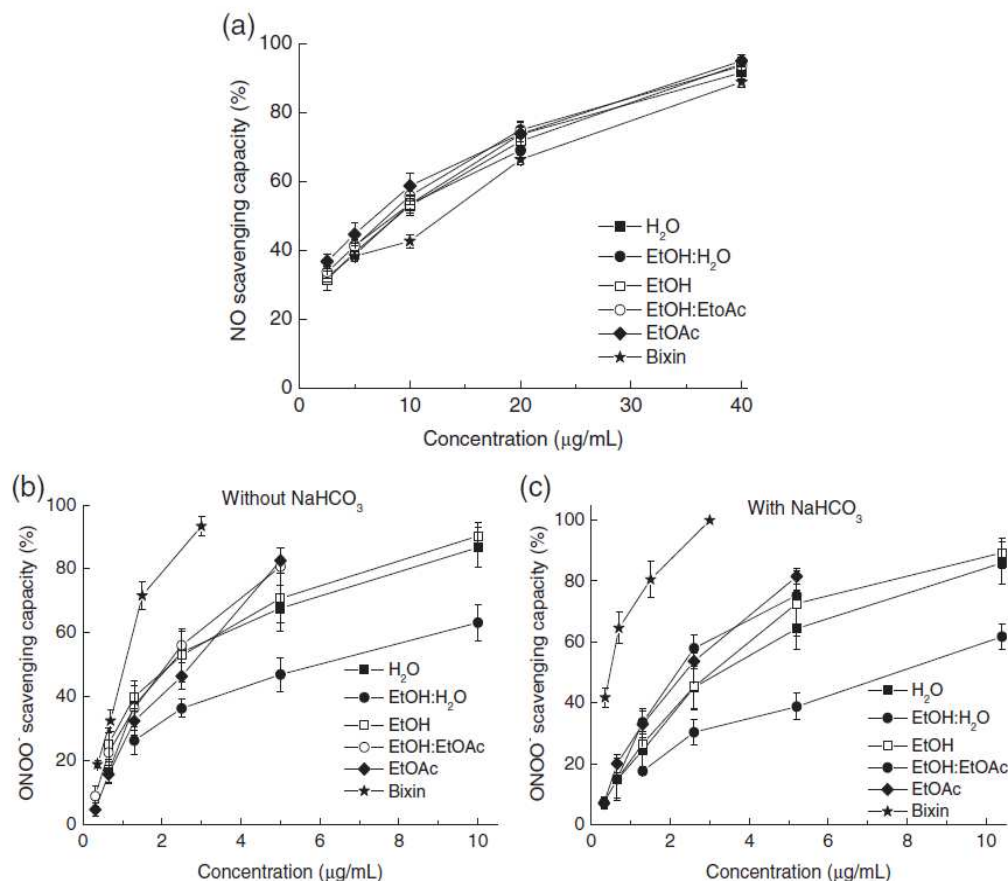 (a)
NO scavenging capacity (%)
100
80
60
40
20
0
0 10 20 30 40
Concentration (μg/mL)
H₂O
EtOH:H₂O
EtOH
EtOH:EtoAc
EtOAc
Bixin
(b)
Without NaHCO₃
ONOO⁻ scavenging capacity (%)
100
80
60
40
20
0
0 2 4 6 8 10
Concentration (μg/mL)
H₂O
EtOH:H₂O
EtOH
EtOH:EtOAc
EtOAc
Bixin
(c)
With NaHCO₃
ONOO⁻ scavenging capacity (%)
100
80
60
40
20
0
0 2 4 6 8 10
Concentration (μg/mL)
H₂O
EtOH:H₂O
EtOH
EtOH:EtOAc
EtOAc
Bixin